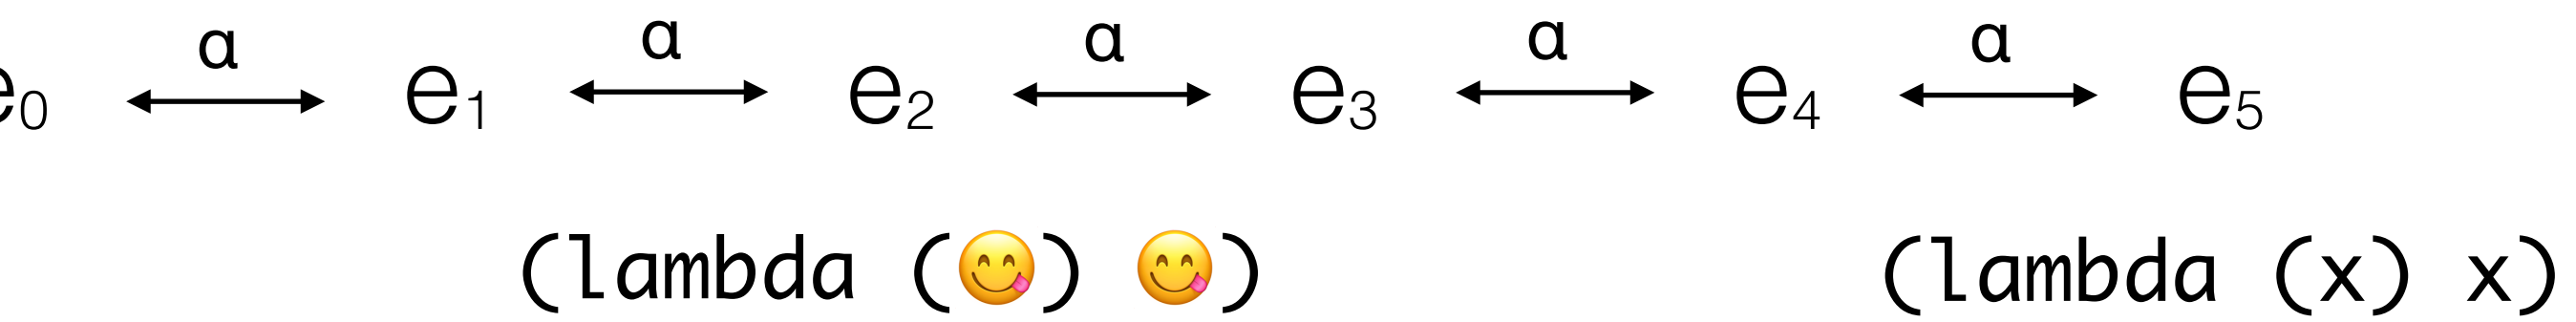 α α α α α
e₀ ⟷ e₁ ⟷ e₂ ⟷ e₃ ⟷ e₄ ⟷ e₅
(lambda (😋) 😋) (lambda (x) x)